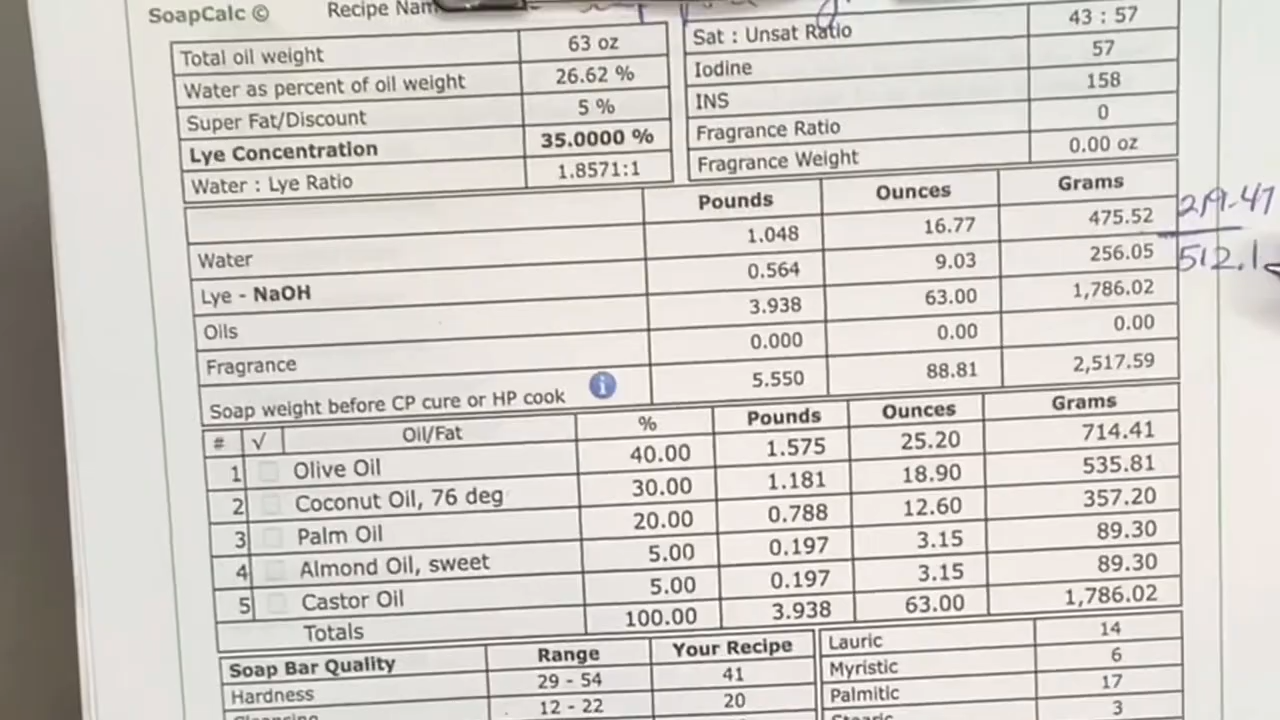 SoapCalc ©
Total oil weight 63 oz
Water as percent of oil weight 26.62 %
Super Fat/Discount 5 %
Lye Concentration 35.0000 %
Water : Lye Ratio 1.8571:1
Sat : Unsat Ratio 43 : 57
Iodine 57
INS 158
Fragrance Ratio 0
Fragrance Weight 0.00 oz
Pounds Ounces Grams
Water 1.048 16.77 475.52
Lye - NaOH 0.564 9.03 256.05
Oils 3.938 63.00 1,786.02
Fragrance 0.000 0.00 0.00
Soap weight before CP cure or HP cook i 5.550 88.81 2,517.59
219.47
512.1
# √ Oil/Fat % Pounds Ounces Grams
1 Olive Oil 40.00 1.575 25.20 714.41
2 Coconut Oil, 76 deg 30.00 1.181 18.90 535.81
3 Palm Oil 20.00 0.788 12.60 357.20
4 Almond Oil, sweet 5.00 0.197 3.15 89.30
5 Castor Oil 5.00 0.197 3.15 89.30
Totals 100.00 3.938 63.00 1,786.02
Soap Bar Quality Range Your Recipe
Hardness 29 - 54 41
12 - 22 20
Lauric 14
Myristic 6
Palmitic 17
3